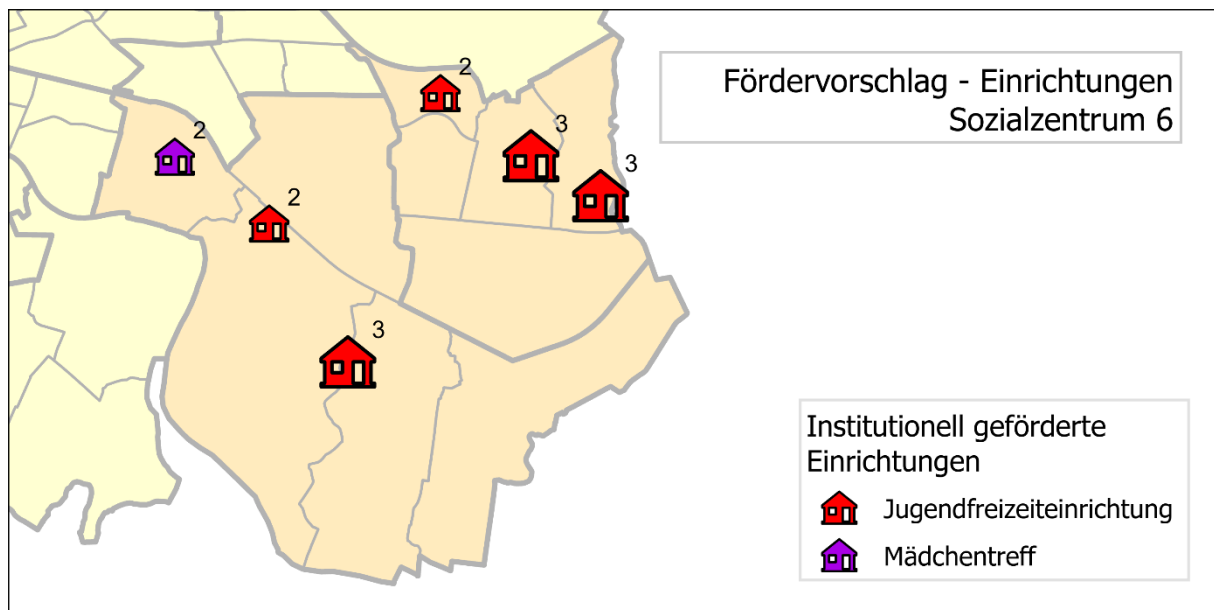 Fördervorschlag - Einrichtungen
Sozialzentrum 6
2
3
3
2
2
3
Institutionell geförderte
Einrichtungen
Jugendfreizeiteinrichtung
Mädchentreff